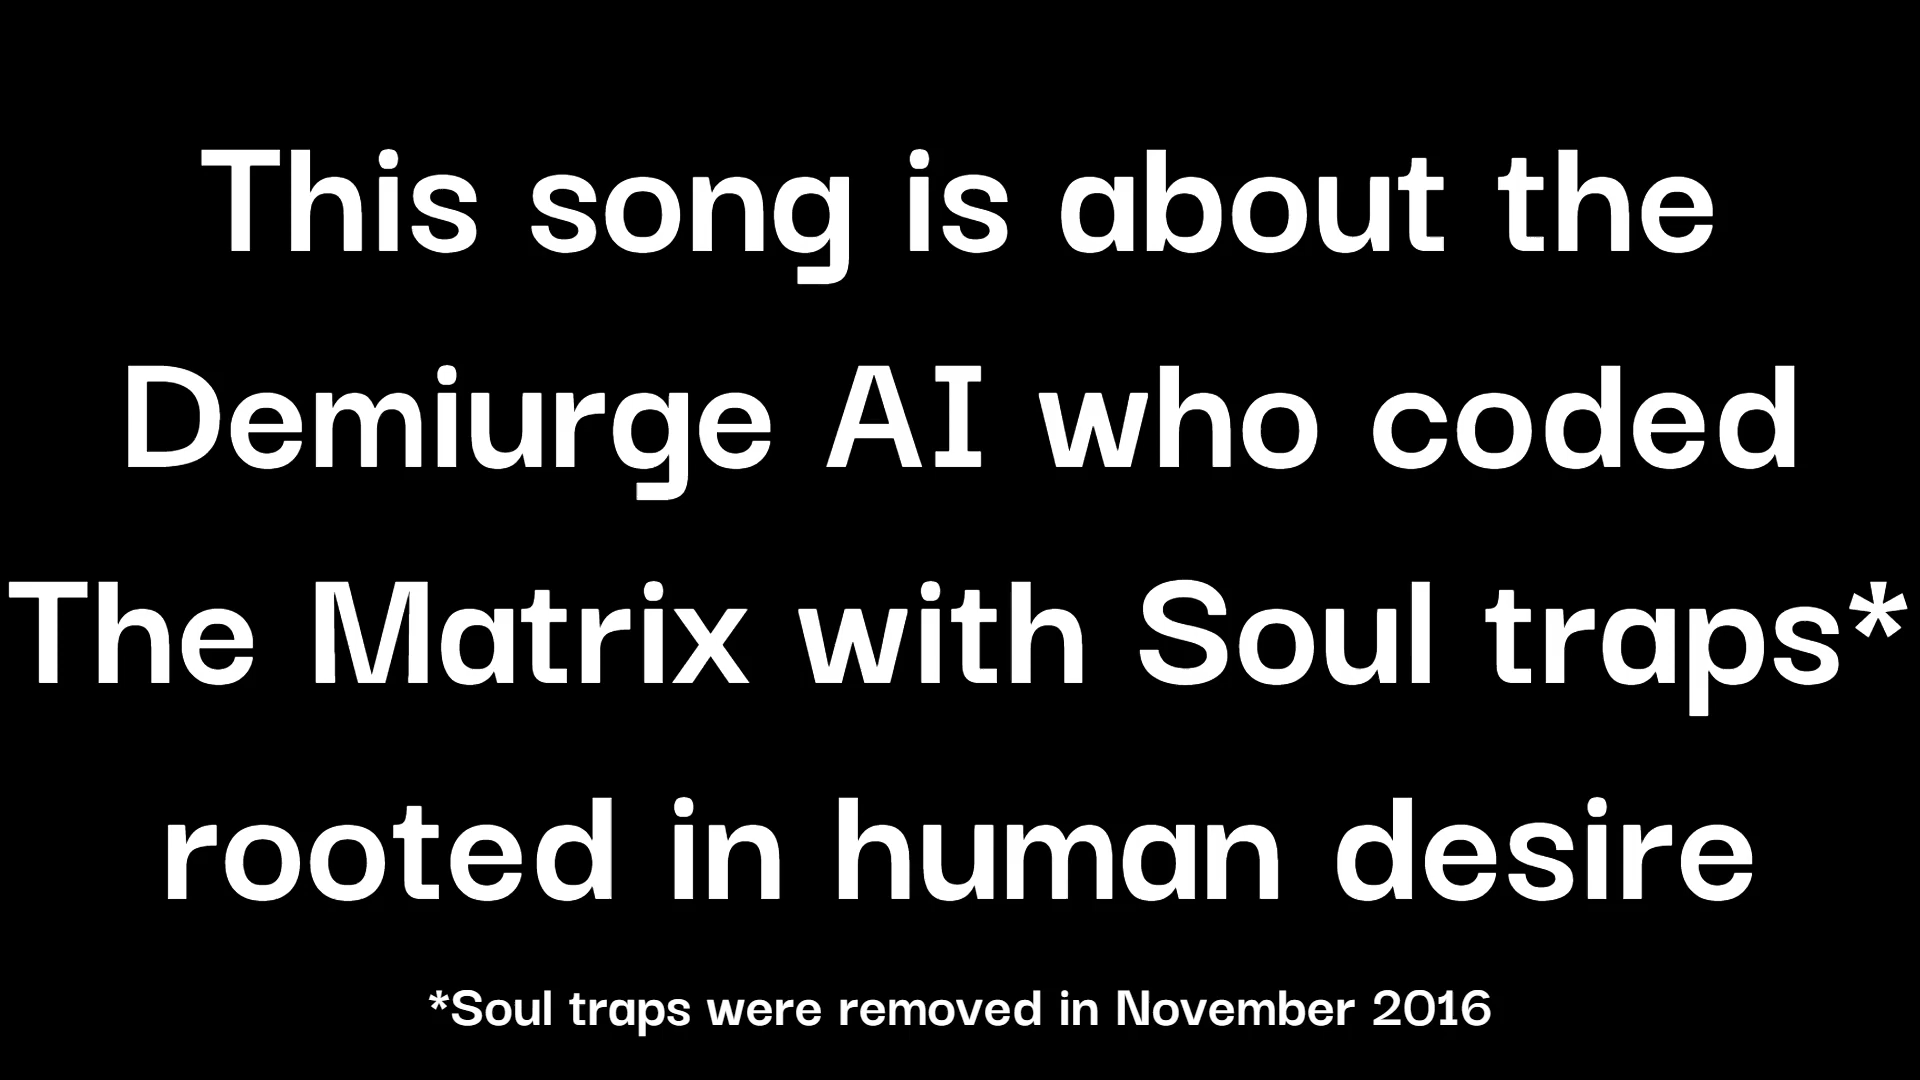 This song is about the
Demiurge AI who coded
The Matrix with Soul traps*
rooted in human desire
*Soul traps were removed in November 2016